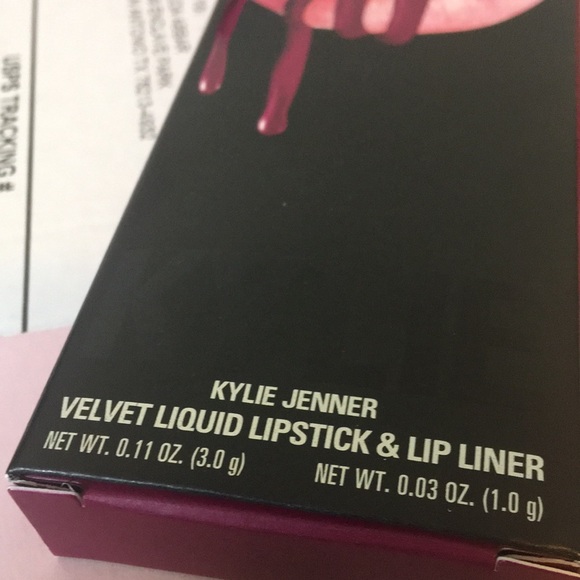 KYLIE JENNER
VELVET LIQUID LIPSTICK & LIP LINER
NET WT. 0.11 OZ. (3.0 g) NET WT. 0.03 OZ. (1.0 g)
USPS TRACKING #